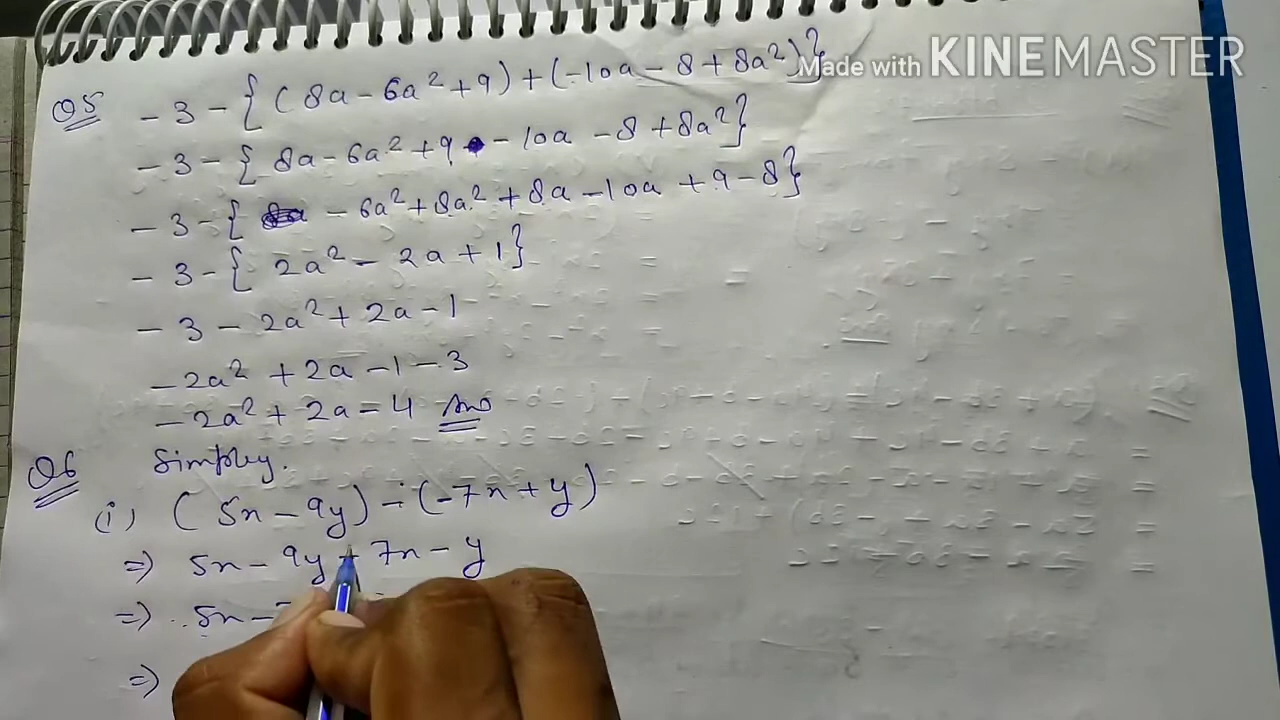 Made with KINEMASTER
Q5 - 3 - { ( 8a - 6a² + 9 ) + ( -10a - 8 + 8a² ) }
- 3 - { 8a - 6a² + 9 - 10a - 8 + 8a² }
- 3 - { - 6a² + 8a² + 8a - 10a + 9 - 8 }
- 3 - { 2a² - 2a + 1 }
- 3 - 2a² + 2a - 1
- 2a² + 2a - 1 - 3
- 2a² + 2a = 4 Ans
Q6 Simpley.
(i) ( 5x - 9y ) - ( -7x + y )
=> 5x - 9y + 7x - y
=> 5x -
=>